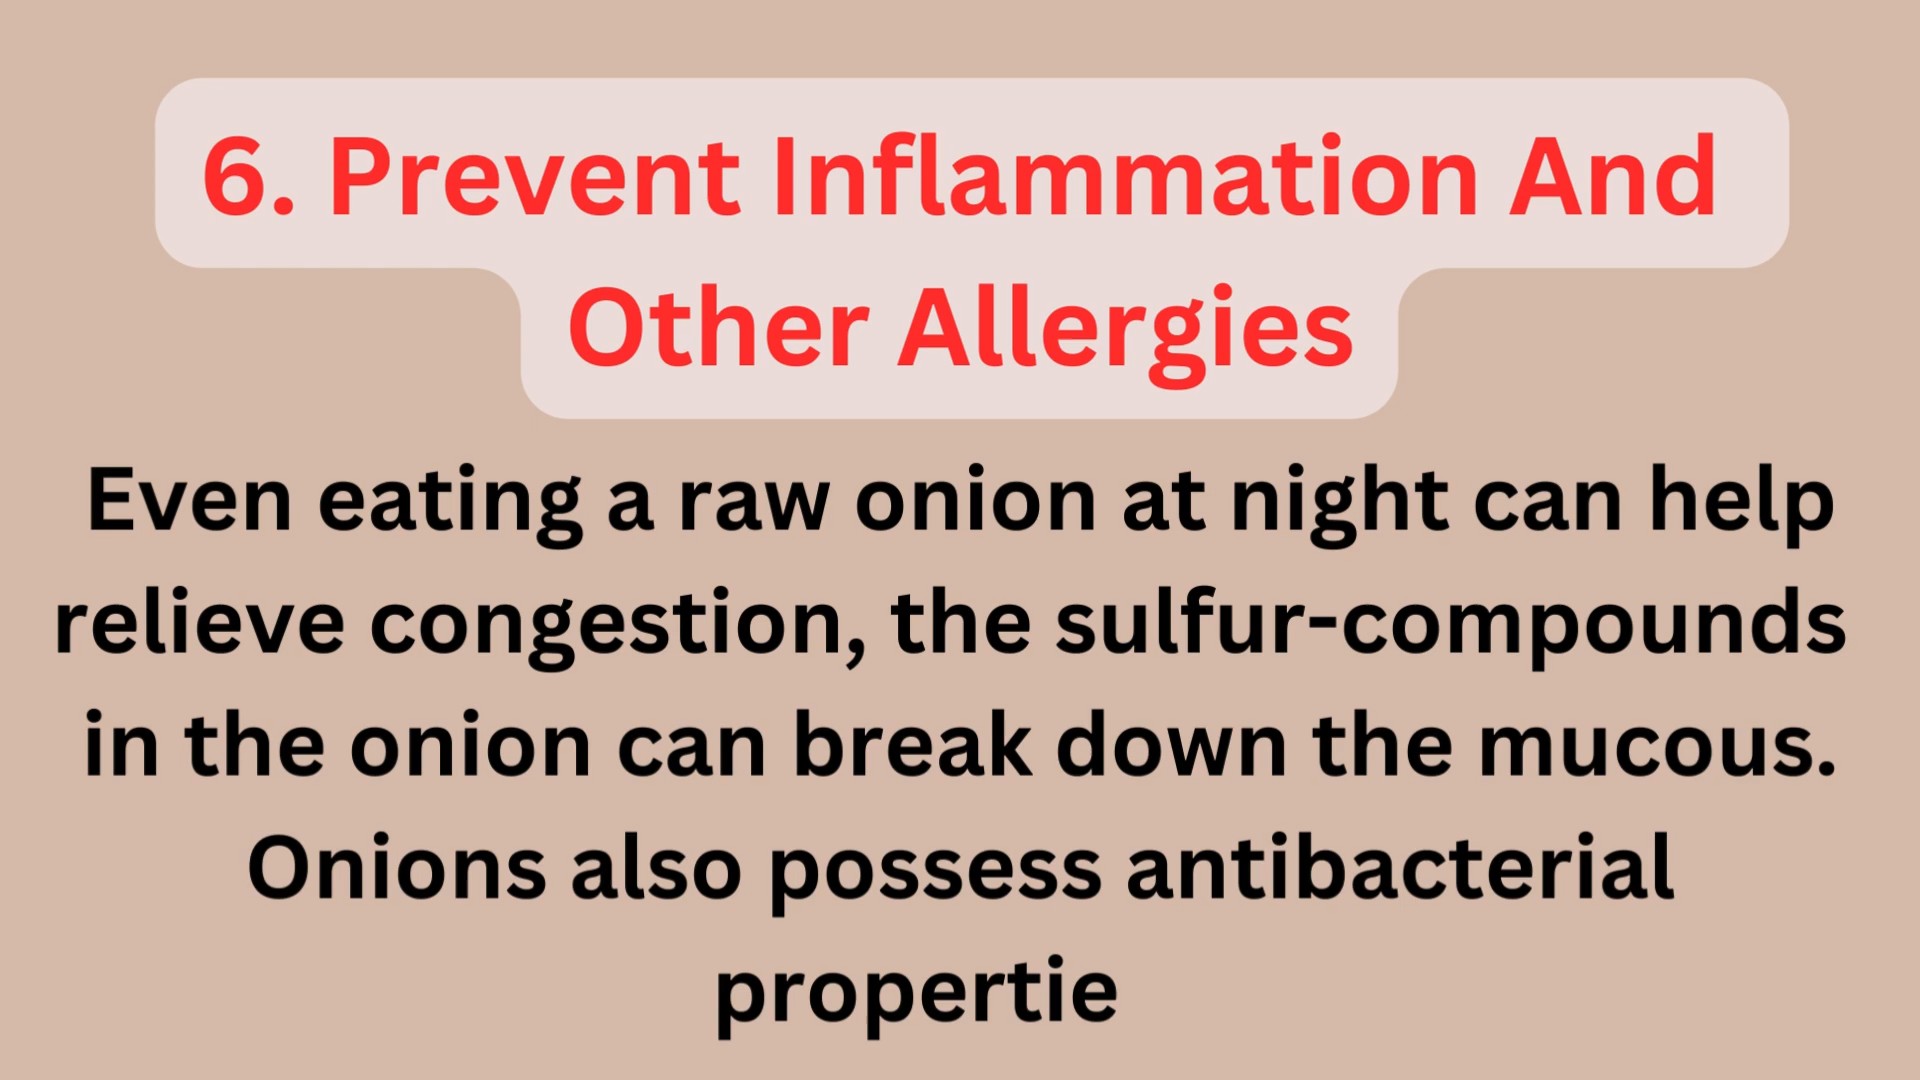 6. Prevent Inflammation And
Other Allergies
Even eating a raw onion at night can help
relieve congestion, the sulfur-compounds
in the onion can break down the mucous.
Onions also possess antibacterial
propertie